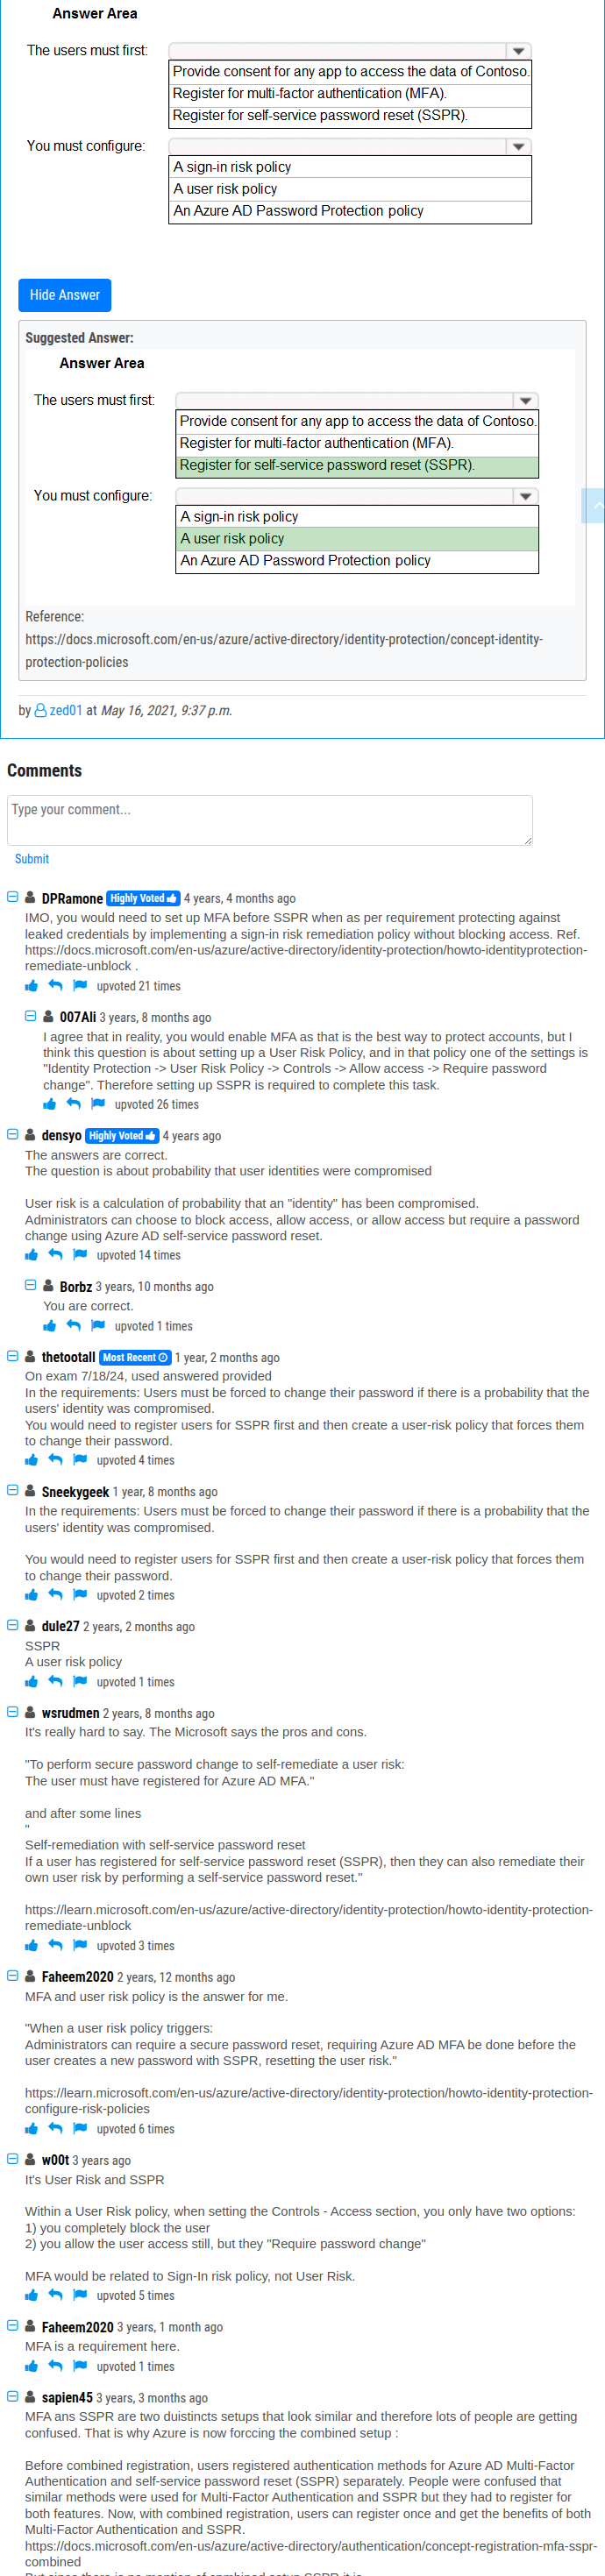 Answer Area
The users must first:
Provide consent for any app to access the data of Contoso.
Register for multi-factor authentication (MFA).
Register for self-service password reset (SSPR).
You must configure:
A sign-in risk policy
A user risk policy
An Azure AD Password Protection policy
Hide Answer
Suggested Answer:
Answer Area
The users must first:
Provide consent for any app to access the data of Contoso.
Register for multi-factor authentication (MFA).
Register for self-service password reset (SSPR).
You must configure:
A sign-in risk policy
A user risk policy
An Azure AD Password Protection policy
Reference:
https://docs.microsoft.com/en-us/azure/active-directory/identity-protection/concept-identity-
protection-policies
by zed01 at May 16, 2021, 9:37 p.m.
Comments
Type your comment...
Submit
DPRamone Highly Voted 4 years, 4 months ago
IMO, you would need to set up MFA before SSPR when as per requirement protecting against
leaked credentials by implementing a sign-in risk remediation policy without blocking access. Ref.
https://docs.microsoft.com/en-us/azure/active-directory/identity-protection/howto-identityprotection-
remediate-unblock .
upvoted 21 times
007Ali 3 years, 8 months ago
I agree that in reality, you would enable MFA as that is the best way to protect accounts, but I
think this question is about setting up a User Risk Policy, and in that policy one of the settings is
"Identity Protection -> User Risk Policy -> Controls -> Allow access -> Require password
change". Therefore setting up SSPR is required to complete this task.
upvoted 26 times
densyo Highly Voted 4 years ago
The answers are correct.
The question is about probability that user identities were compromised
User risk is a calculation of probability that an "identity" has been compromised.
Administrators can choose to block access, allow access, or allow access but require a password
change using Azure AD self-service password reset.
upvoted 14 times
Borbz 3 years, 10 months ago
You are correct.
upvoted 1 times
thetootall Most Recent 1 year, 2 months ago
On exam 7/18/24, used answered provided
In the requirements: Users must be forced to change their password if there is a probability that the
users' identity was compromised.
You would need to register users for SSPR first and then create a user-risk policy that forces them
to change their password.
upvoted 4 times
Sneekygeek 1 year, 8 months ago
In the requirements: Users must be forced to change their password if there is a probability that the
users' identity was compromised.
You would need to register users for SSPR first and then create a user-risk policy that forces them
to change their password.
upvoted 2 times
dule27 2 years, 2 months ago
SSPR
A user risk policy
upvoted 1 times
wsrudmen 2 years, 8 months ago
It's really hard to say. The Microsoft says the pros and cons.
"To perform secure password change to self-remediate a user risk:
The user must have registered for Azure AD MFA."
and after some lines
"
Self-remediation with self-service password reset
If a user has registered for self-service password reset (SSPR), then they can also remediate their
own user risk by performing a self-service password reset."
https://learn.microsoft.com/en-us/azure/active-directory/identity-protection/howto-identity-protection-
remediate-unblock
upvoted 3 times
Faheem2020 2 years, 12 months ago
MFA and user risk policy is the answer for me.
"When a user risk policy triggers:
Administrators can require a secure password reset, requiring Azure AD MFA be done before the
user creates a new password with SSPR, resetting the user risk."
https://learn.microsoft.com/en-us/azure/active-directory/identity-protection/howto-identity-protection-
configure-risk-policies
upvoted 6 times
w00t 3 years ago
It's User Risk and SSPR
Within a User Risk policy, when setting the Controls - Access section, you only have two options:
1) you completely block the user
2) you allow the user access still, but they "Require password change"
MFA would be related to Sign-In risk policy, not User Risk.
upvoted 5 times
Faheem2020 3 years, 1 month ago
MFA is a requirement here.
upvoted 1 times
sapien45 3 years, 3 months ago
MFA ans SSPR are two duistincts setups that look similar and therefore lots of people are getting
confused. That is why Azure is now forccing the combined setup :
Before combined registration, users registered authentication methods for Azure AD Multi-Factor
Authentication and self-service password reset (SSPR) separately. People were confused that
similar methods were used for Multi-Factor Authentication and SSPR but they had to register for
both features. Now, with combined registration, users can register once and get the benefits of both
Multi-Factor Authentication and SSPR.
https://docs.microsoft.com/en-us/azure/active-directory/authentication/concept-registration-mfa-sspr-
combined